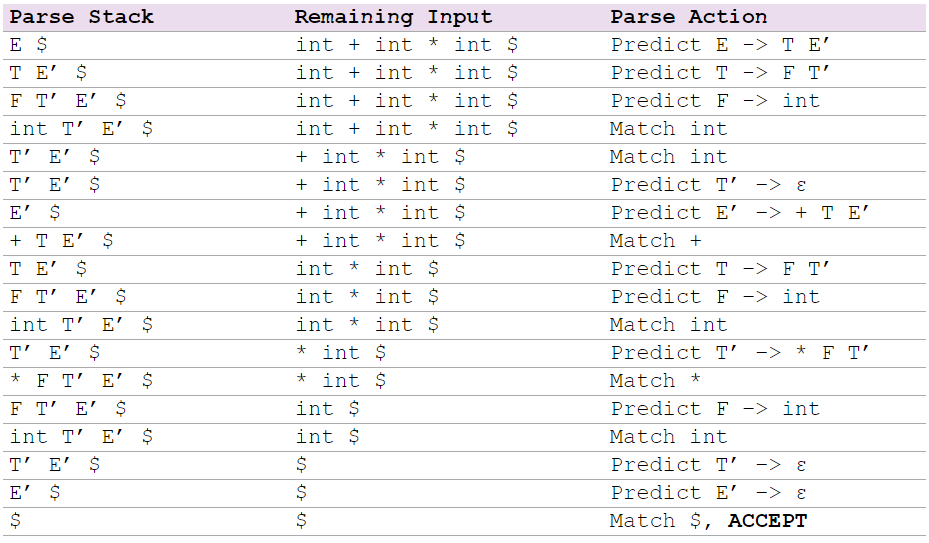 Parse Stack Remaining Input Parse Action
E $ int + int * int $ Predict E -> T E′
T E′ $ int + int * int $ Predict T -> F T′
F T′ E′ $ int + int * int $ Predict F -> int
int T′ E′ $ int + int * int $ Match int
T′ E′ $ + int * int $ Match int
T′ E′ $ + int * int $ Predict T′ -> ε
E′ $ + int * int $ Predict E′ -> + T E′
+ T E′ $ + int * int $ Match +
T E′ $ int * int $ Predict T -> F T′
F T′ E′ $ int * int $ Predict F -> int
int T′ E′ $ int * int $ Match int
T′ E′ $ * int $ Predict T′ -> * F T′
* F T′ E′ $ * int $ Match *
F T′ E′ $ int $ Predict F -> int
int T′ E′ $ int $ Match int
T′ E′ $ $ Predict T′ -> ε
E′ $ $ Predict E′ -> ε
$ $ Match $, ACCEPT